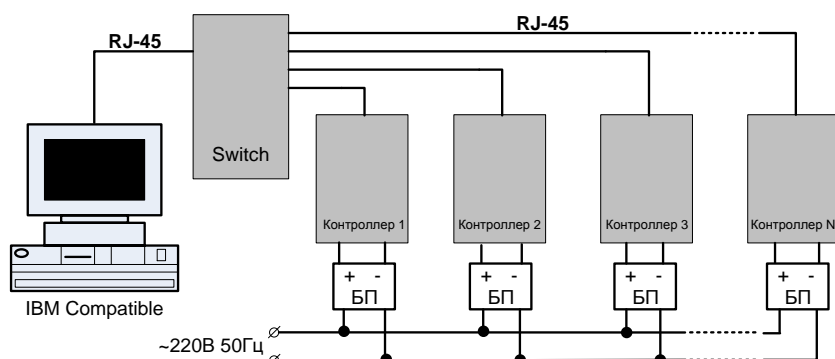 RJ-45
RJ-45
Switch
Контроллер 1
Контроллер 2
Контроллер 3
Контроллер N
+ -
БП
+ -
БП
+ -
БП
+ -
БП
IBM Compatible
~220В 50Гц